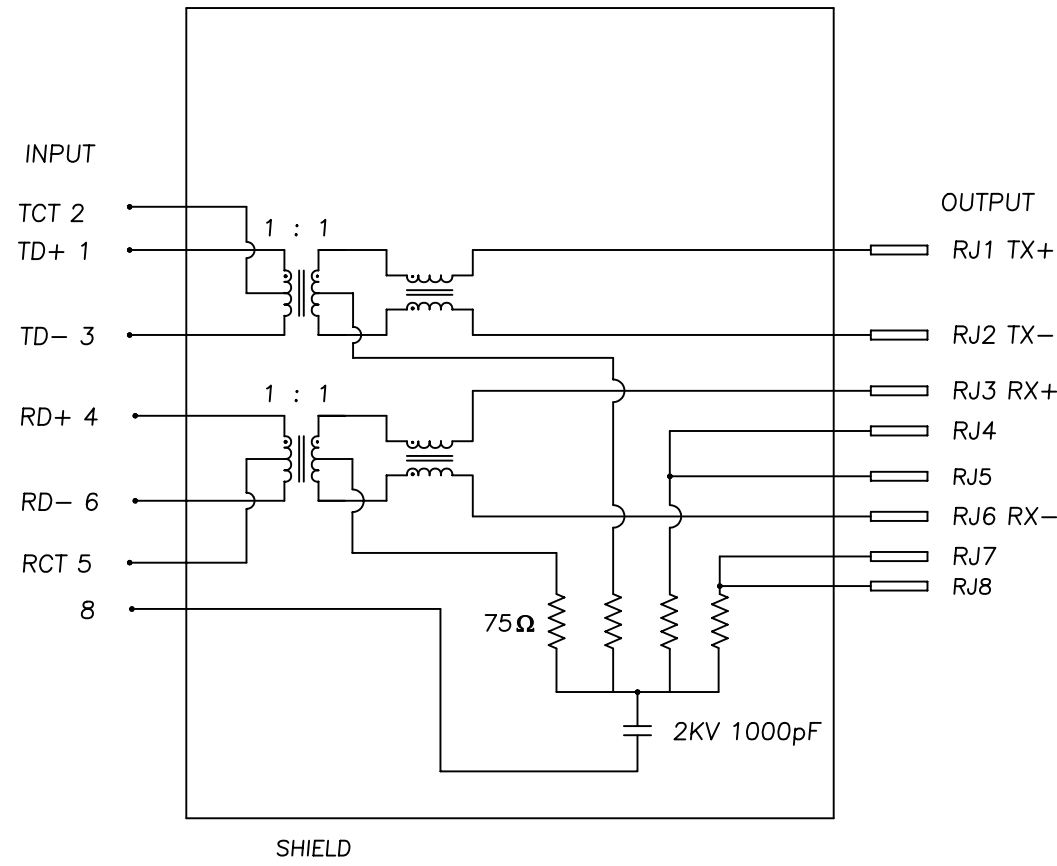 INPUT
TCT 2
TD+ 1
TD− 3
RD+ 4
RD− 6
RCT 5
8
1 : 1
1 : 1
75Ω
2KV 1000pF
OUTPUT
RJ1 TX+
RJ2 TX−
RJ3 RX+
RJ4
RJ5
RJ6 RX−
RJ7
RJ8
SHIELD